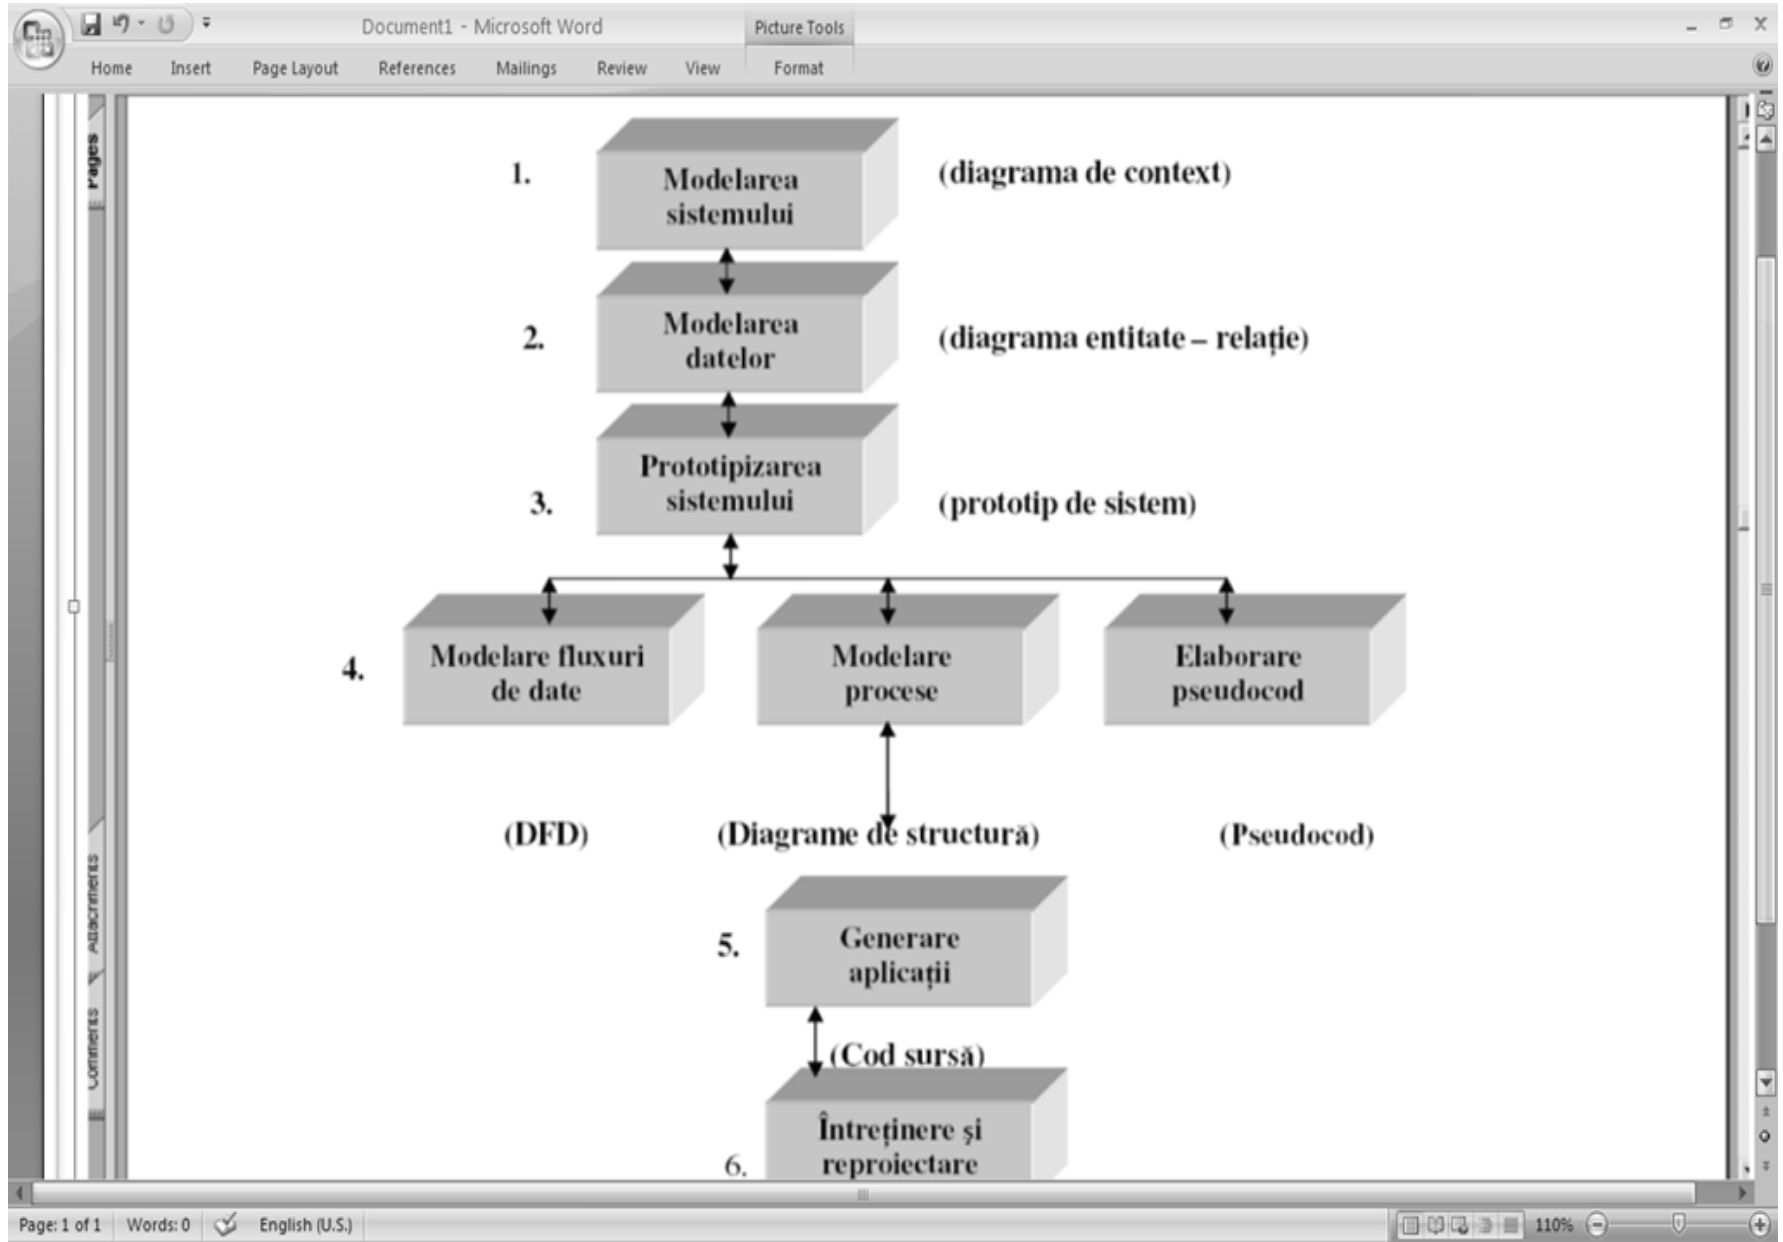 Document1 - Microsoft Word
Picture Tools
Home Insert Page Layout References Mailings Review View Format
Pages
1.
Modelarea
sistemului
(diagrama de context)
2.
Modelarea
datelor
(diagrama entitate – relație)
3.
Prototipizarea
sistemului
(prototip de sistem)
4.
Modelare fluxuri
de date
Modelare
procese
Elaborare
pseudocod
(DFD)
(Diagrame de structură)
(Pseudocod)
Attachments
5.
Generare
aplicații
(Cod sursă)
Comments
6.
Întreținere și
reproiectare
Page: 1 of 1 Words: 0 English (U.S.) 110%